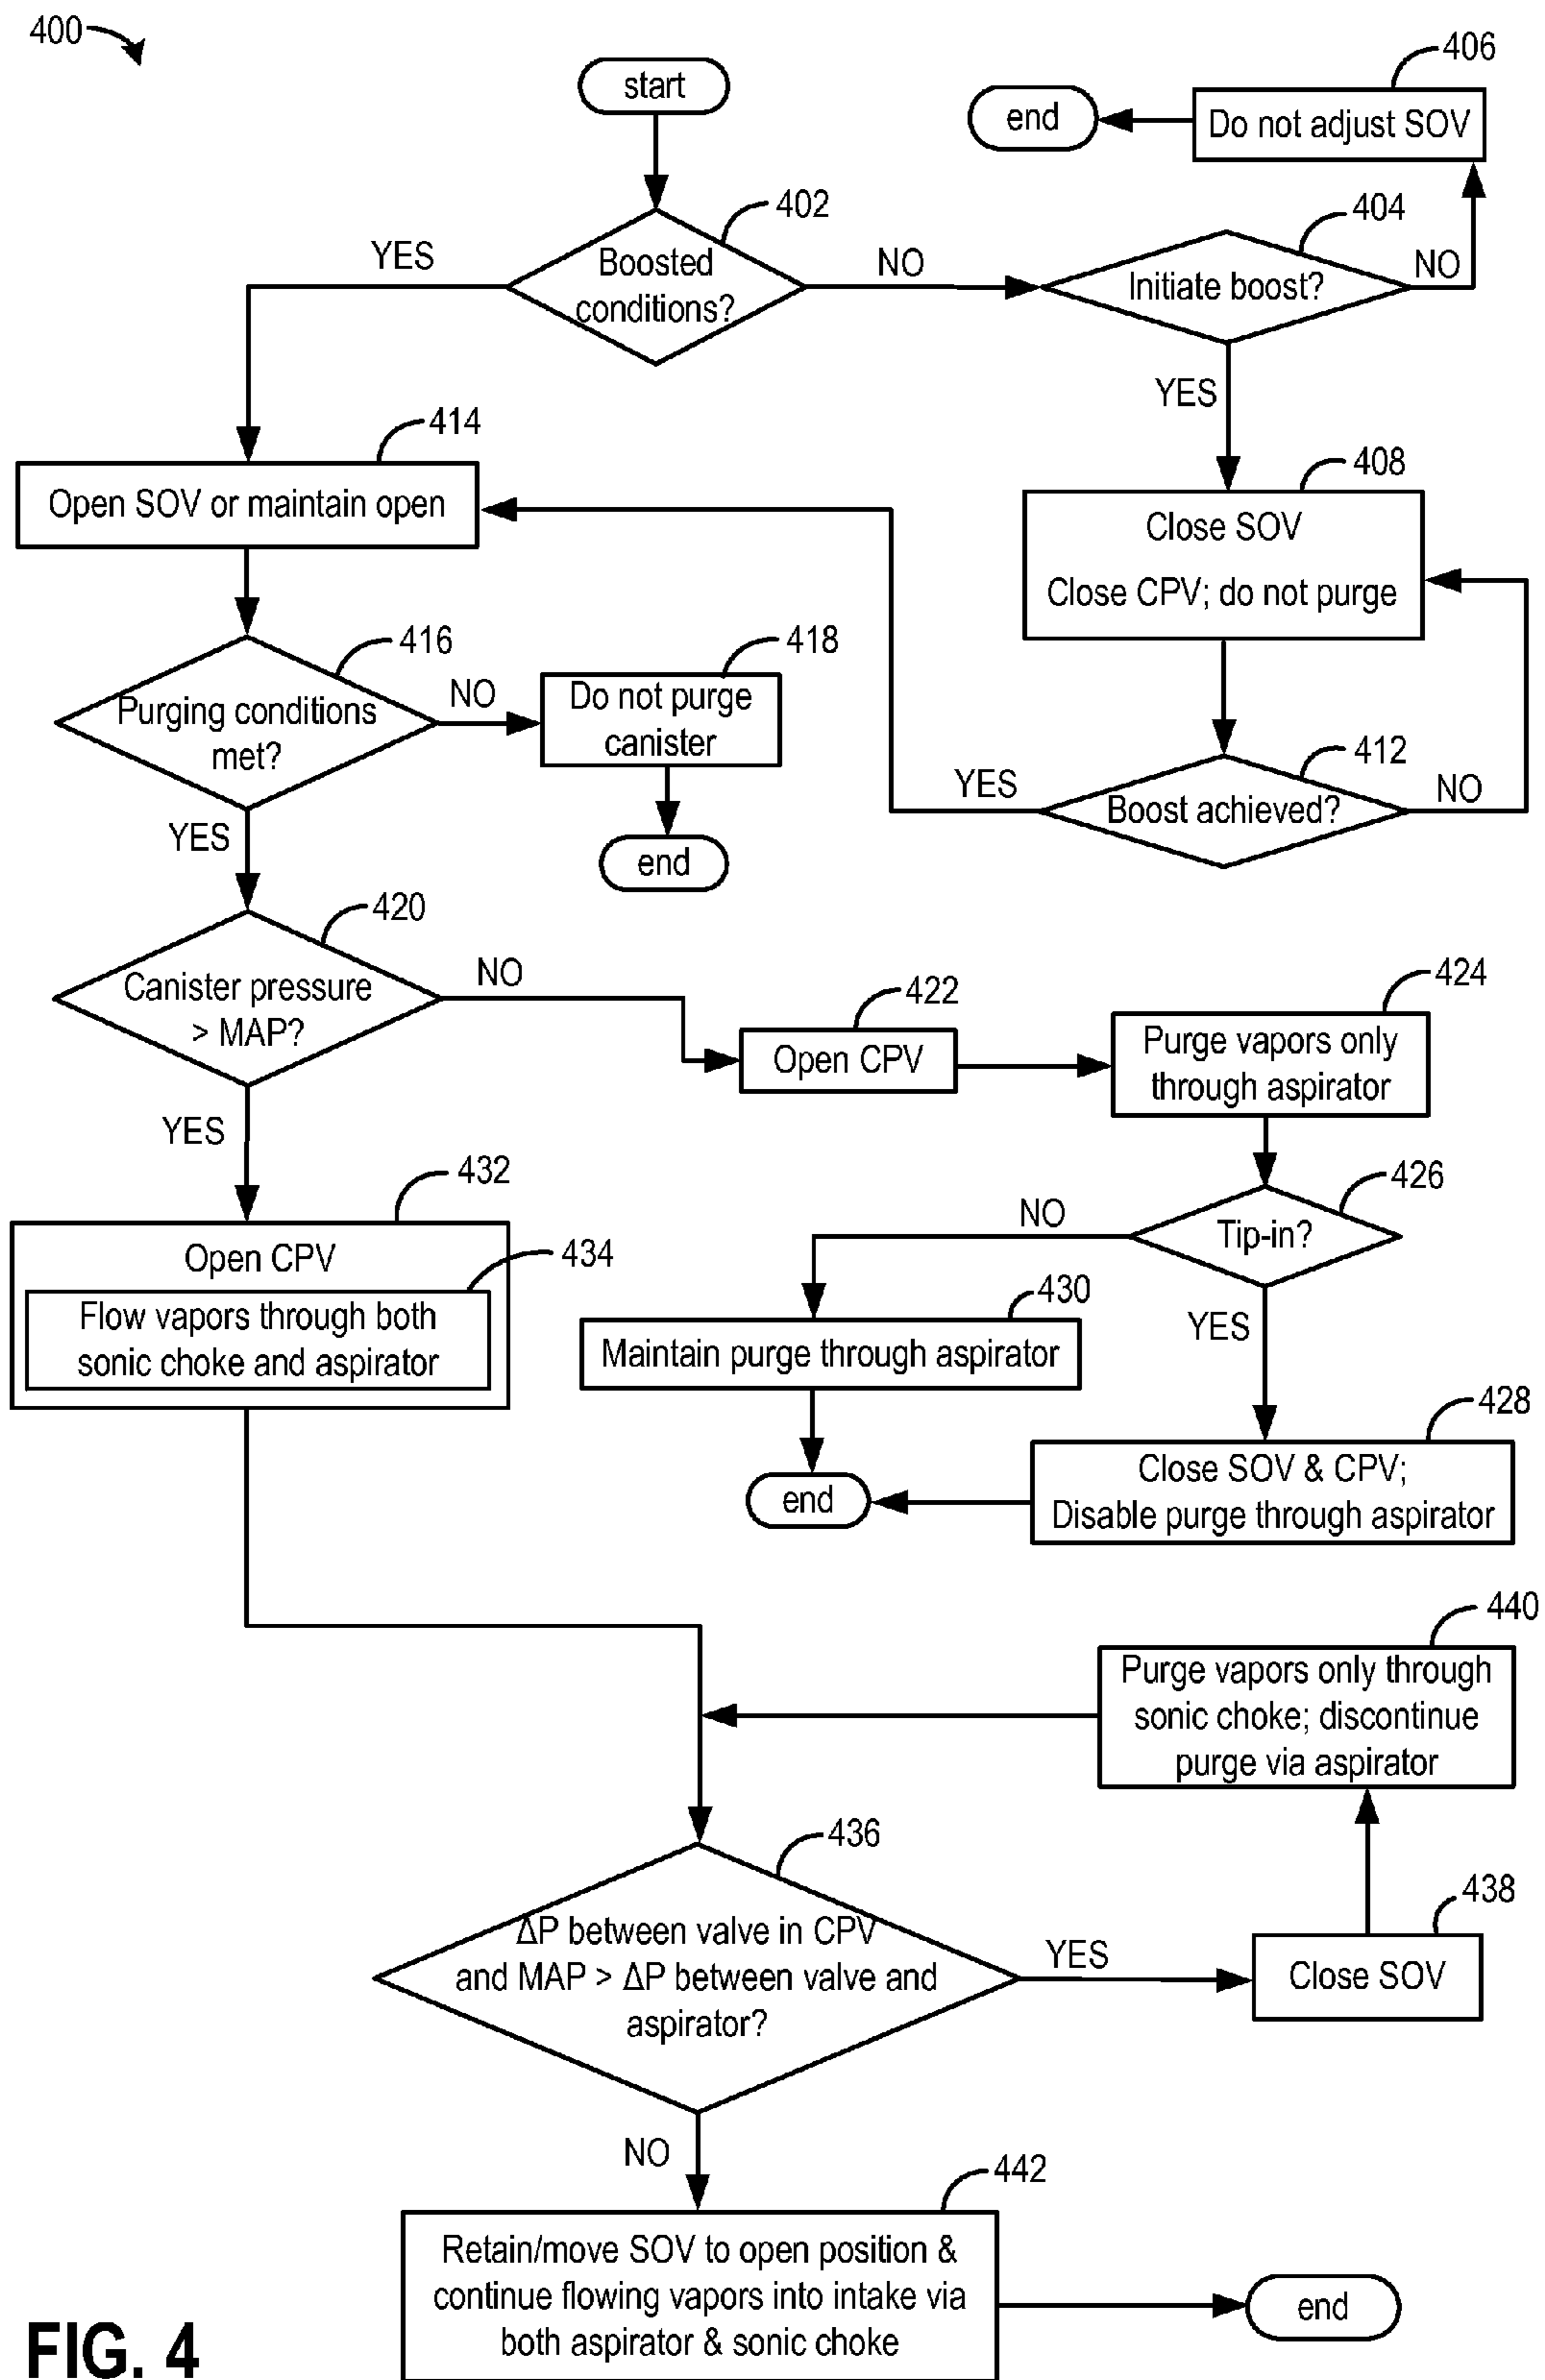 400
start
406
end
Do not adjust SOV
402
404
YES
Boosted
conditions?
NO
Initiate boost?
NO
YES
414
408
Open SOV or maintain open
Close SOV
Close CPV; do not purge
416
418
Purging conditions
met?
NO
Do not purge
canister
412
YES
Boost achieved?
NO
YES
end
420
Canister pressure
> MAP?
NO
422
424
Open CPV
Purge vapors only
through aspirator
YES
432
426
NO
Tip-in?
Open CPV
434
Flow vapors through both
sonic choke and aspirator
430
YES
Maintain purge through aspirator
428
end
Close SOV & CPV;
Disable purge through aspirator
440
Purge vapors only through
sonic choke; discontinue
purge via aspirator
436
438
ΔP between valve in CPV
and MAP > ΔP between valve and
aspirator?
YES
Close SOV
NO
442
Retain/move SOV to open position &
continue flowing vapors into intake via
both aspirator & sonic choke
end
FIG. 4